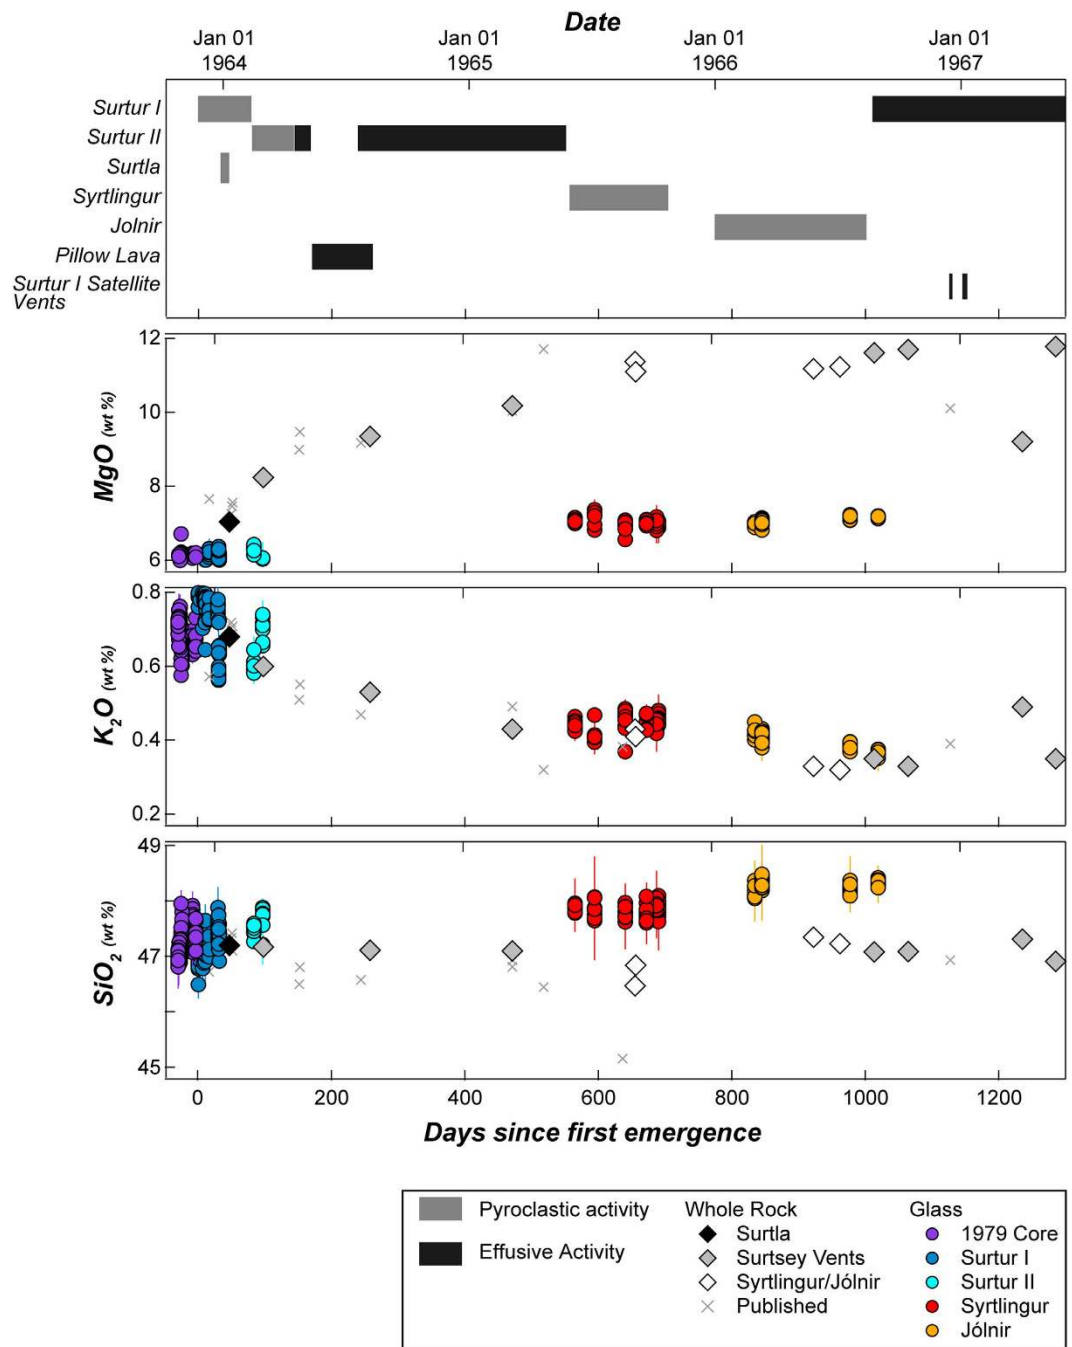 Date
Jan 01 Jan 01 Jan 01 Jan 01
1964 1965 1966 1967
Surtur I
Surtur II
Surtla
Syrtlingur
Jolnir
Pillow Lava
Surtur I Satellite
Vents
12
10
8
6
MgO (wt %)
0.8
0.6
0.4
0.2
K₂O (wt %)
49
47
45
SiO₂ (wt %)
0 200 400 600 800 1000 1200
Days since first emergence
Pyroclastic activity
Effusive Activity
Whole Rock
Surtla
Surtsey Vents
Syrtlingur/Jólnir
Published
Glass
1979 Core
Surtur I
Surtur II
Syrtlingur
Jólnir